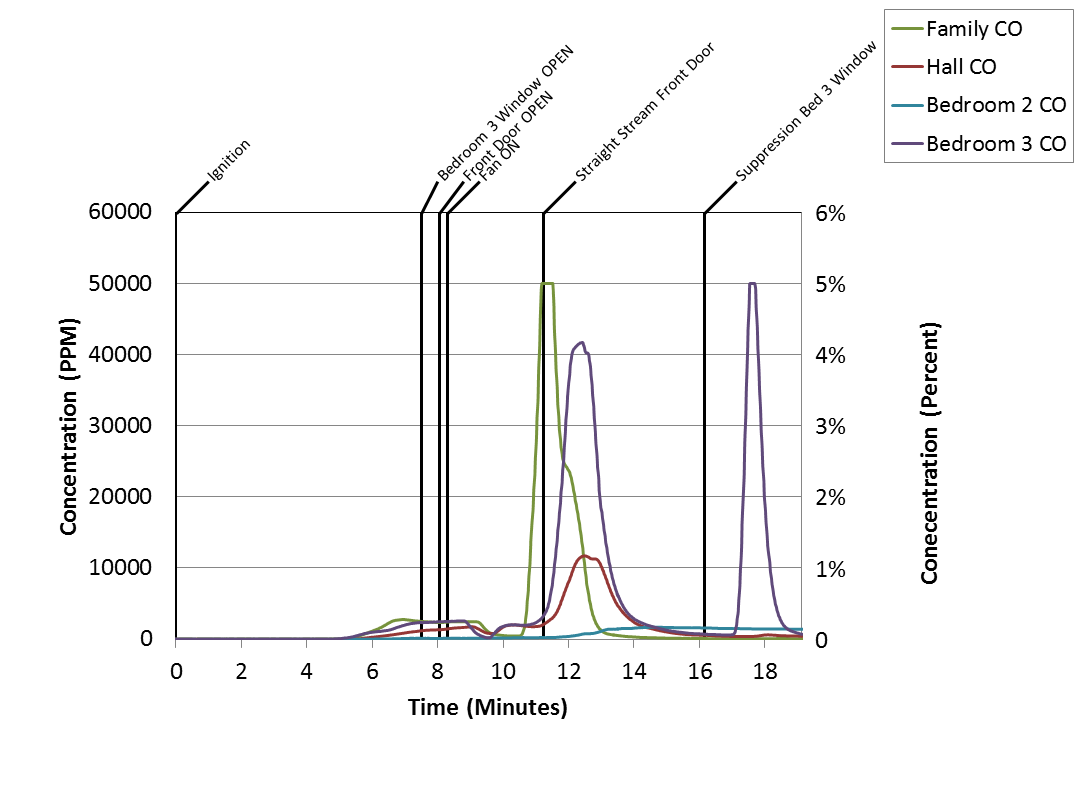 Family CO
Hall CO
Bedroom 2 CO
Bedroom 3 CO
Ignition
Bedroom 3 Window OPEN
Front Door OPEN
Fan ON
Straight Stream Front Door
Suppression Bed 3 Window
60000
50000
40000
30000
20000
10000
0
Concentration (PPM)
6%
5%
4%
3%
2%
1%
0
Conecentration (Percent)
0 2 4 6 8 10 12 14 16 18
Time (Minutes)